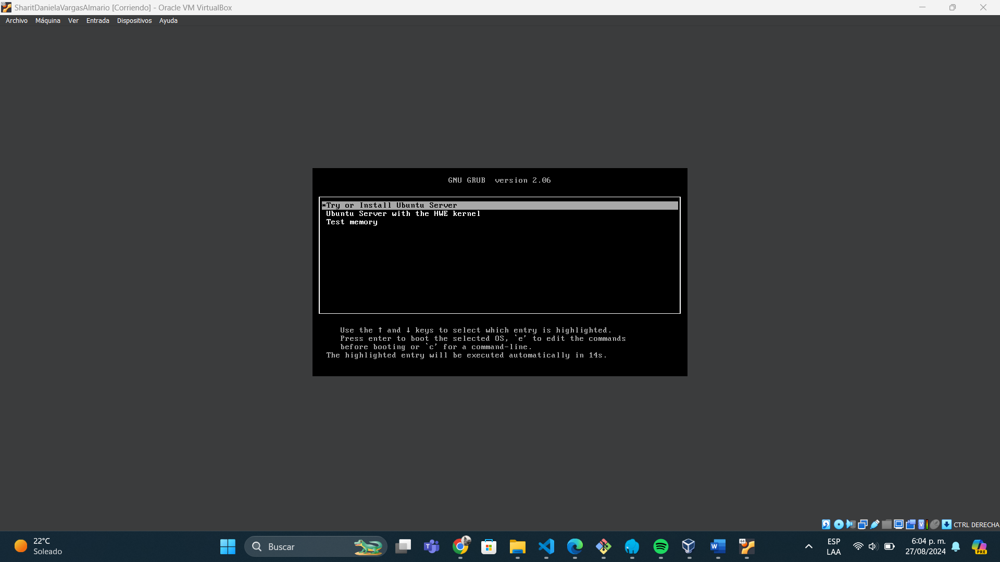 SharitDanielaVargasAlmario [Corriendo] - Oracle VM VirtualBox
Archivo Máquina Ver Entrada Dispositivos Ayuda
GNU GRUB version 2.06
*Try or Install Ubuntu Server
Ubuntu Server with the HWE kernel
Test memory
Use the ↑ and ↓ keys to select which entry is highlighted.
Press enter to boot the selected OS, `e' to edit the commands
before booting or `c' for a command-line.
The highlighted entry will be executed automatically in 14s.
CTRL DERECHA
22°C
Soleado
Buscar
ESP
LAA
6:04 p. m.
27/08/2024
PRE